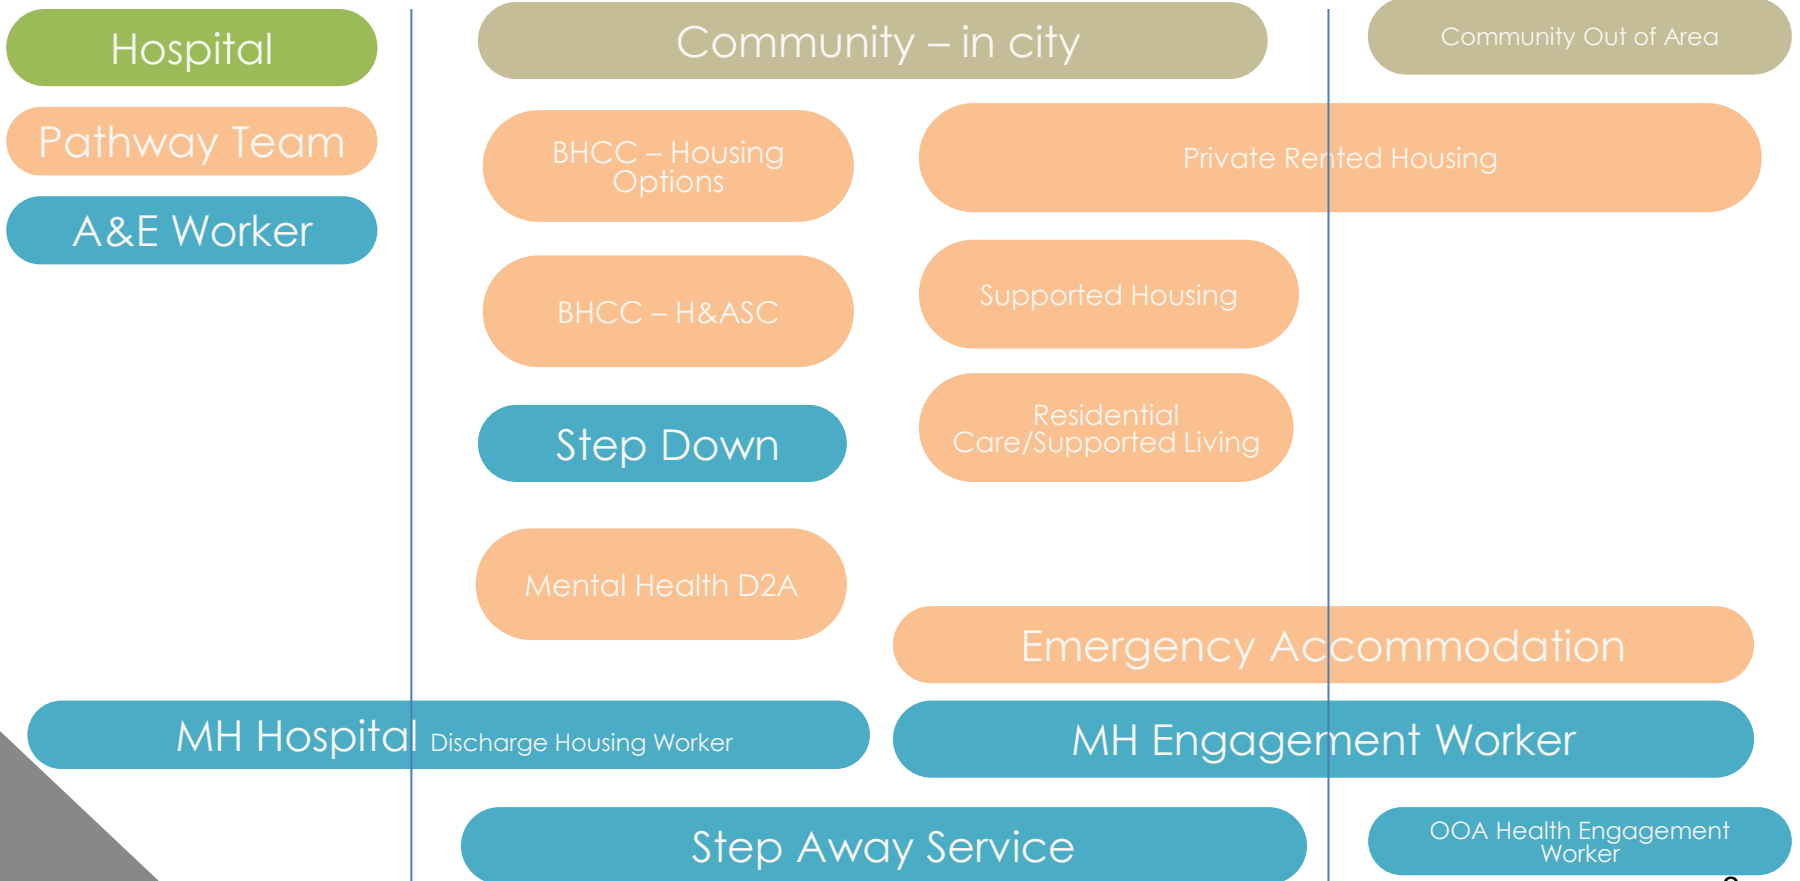 Hospital
Community – in city
Community Out of Area
Pathway Team
A&E Worker
BHCC – Housing
Options
Private Rented Housing
BHCC – H&ASC
Supported Housing
Step Down
Residential
Care/Supported Living
Mental Health D2A
Emergency Accommodation
MH Hospital Discharge Housing Worker
MH Engagement Worker
Step Away Service
OOA Health Engagement
Worker